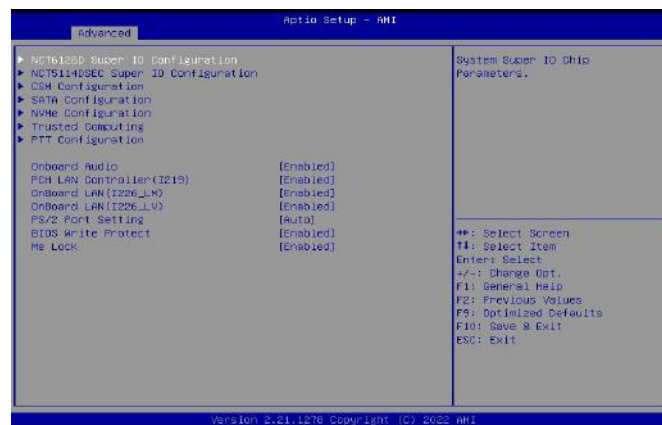 Aptio Setup - AMI
Advanced
▶ NCT6126D Super IO Configuration
▶ NCT5114DSEC Super IO Configuration
▶ CSM Configuration
▶ SATA Configuration
▶ NVMe Configuration
▶ Trusted Computing
▶ PTT Configuration
Onboard Audio [Enabled]
PCH LAN Controller(I219) [Enabled]
OnBoard LAN(I226_LM) [Enabled]
OnBoard LAN(I226_LV) [Enabled]
PS/2 Port Setting [Auto]
BIOS Write Protect [Enabled]
Me Lock [Enabled]
System Super IO Chip
Parameters.
↔: Select Screen
↑↓: Select Item
Enter: Select
+/-: Change Opt.
F1: General Help
F2: Previous Values
F9: Optimized Defaults
F10: Save & Exit
ESC: Exit
Version 2.21.1278 Copyright (C) 2022 AMI